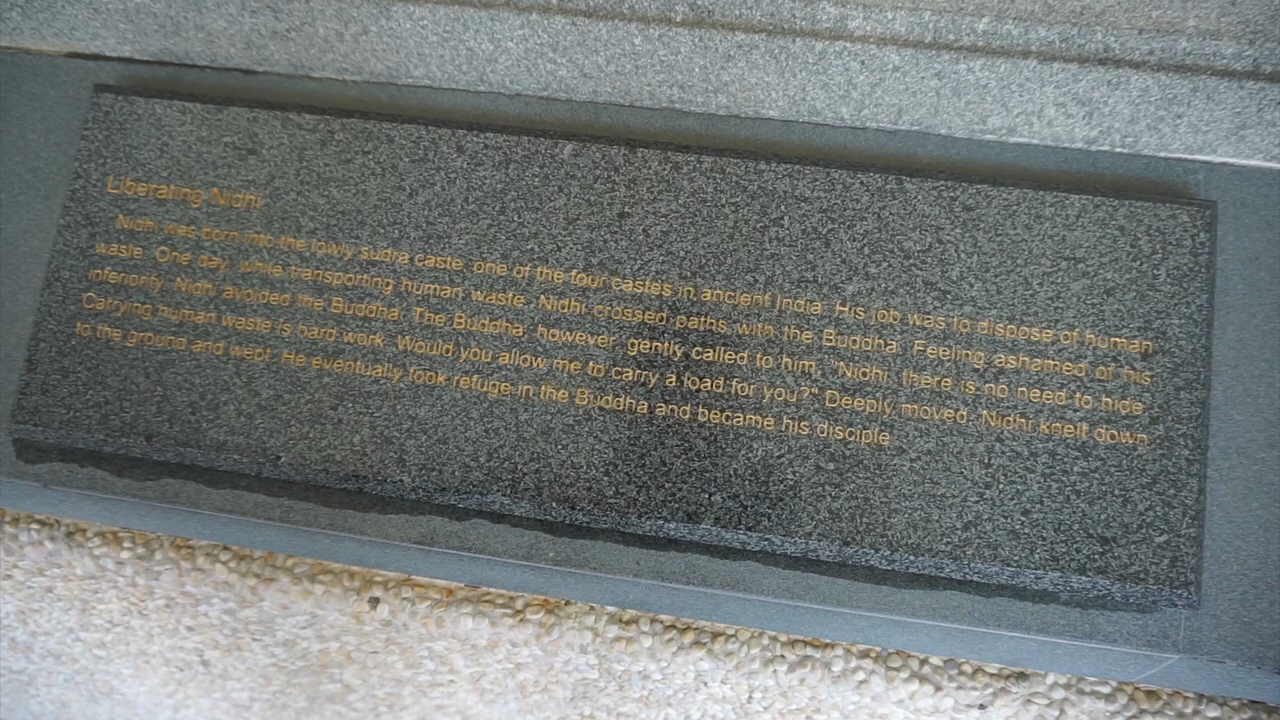 Liberating Nidhi
Nidhi was born into the lowly sudra caste, one of the four castes in ancient India. His job was to dispose of human
waste. One day, while transporting human waste, Nidhi crossed paths with the Buddha. Feeling ashamed of his
inferiority, Nidhi avoided the Buddha. The Buddha, however, gently called to him, "Nidhi, there is no need to hide.
Carrying human waste is hard work. Would you allow me to carry a load for you?" Deeply moved, Nidhi knelt down
to the ground and wept. He eventually took refuge in the Buddha and became his disciple.